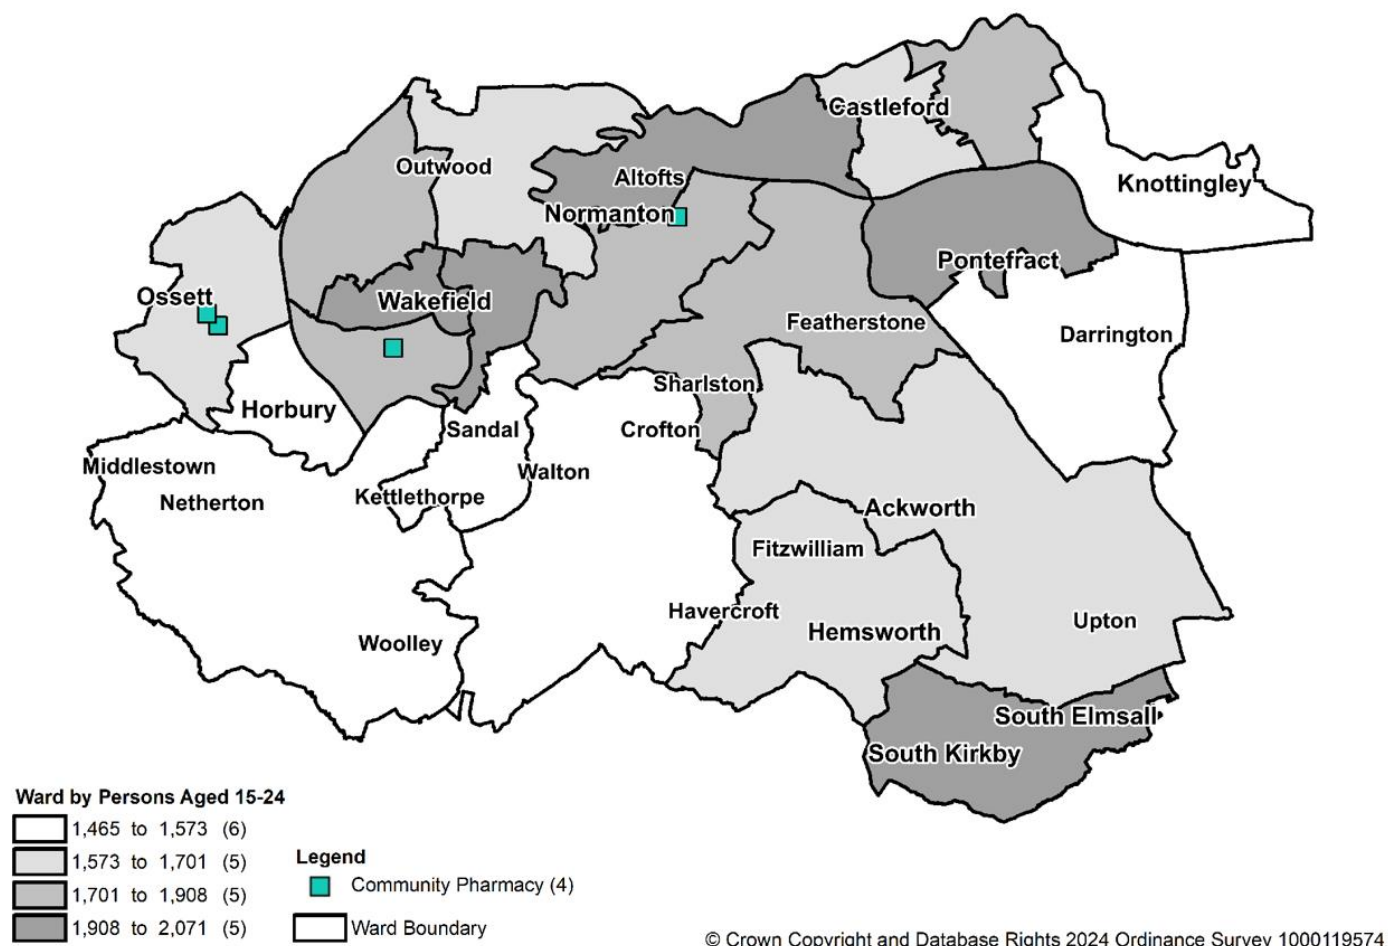 Castleford
Outwood
Altofts
Knottingley
Normanton
Pontefract
Ossett
Wakefield
Featherstone
Darrington
Sharlston
Horbury
Sandal
Crofton
Middlestown
Walton
Netherton
Kettlethorpe
Ackworth
Fitzwilliam
Havercroft
Upton
Hemsworth
Woolley
South Elmsall
South Kirkby
Ward by Persons Aged 15-24
1,465 to 1,573 (6)
1,573 to 1,701 (5)
1,701 to 1,908 (5)
1,908 to 2,071 (5)
Legend
Community Pharmacy (4)
Ward Boundary
© Crown Copyright and Database Rights 2024 Ordinance Survey 1000119574